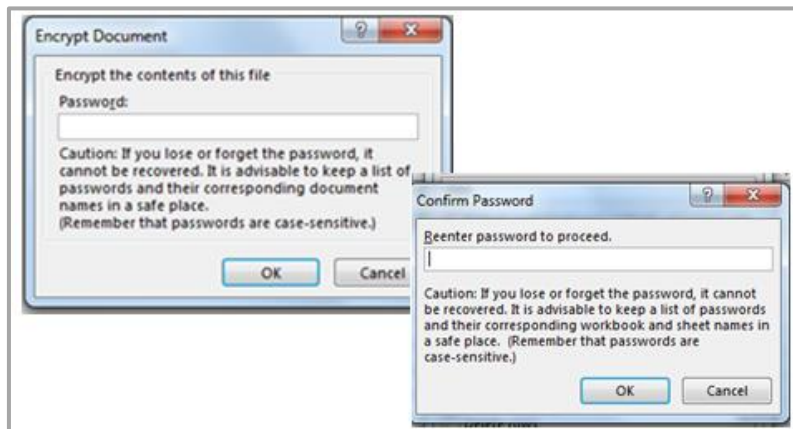 Encrypt Document
Encrypt the contents of this file
Password:
Caution: If you lose or forget the password, it
cannot be recovered. It is advisable to keep a list of
passwords and their corresponding document
names in a safe place.
(Remember that passwords are case-sensitive.)
OK Cancel
Confirm Password
Reenter password to proceed.
Caution: If you lose or forget the password, it cannot
be recovered. It is advisable to keep a list of passwords
and their corresponding workbook and sheet names in
a safe place. (Remember that passwords are
case-sensitive.)
OK Cancel